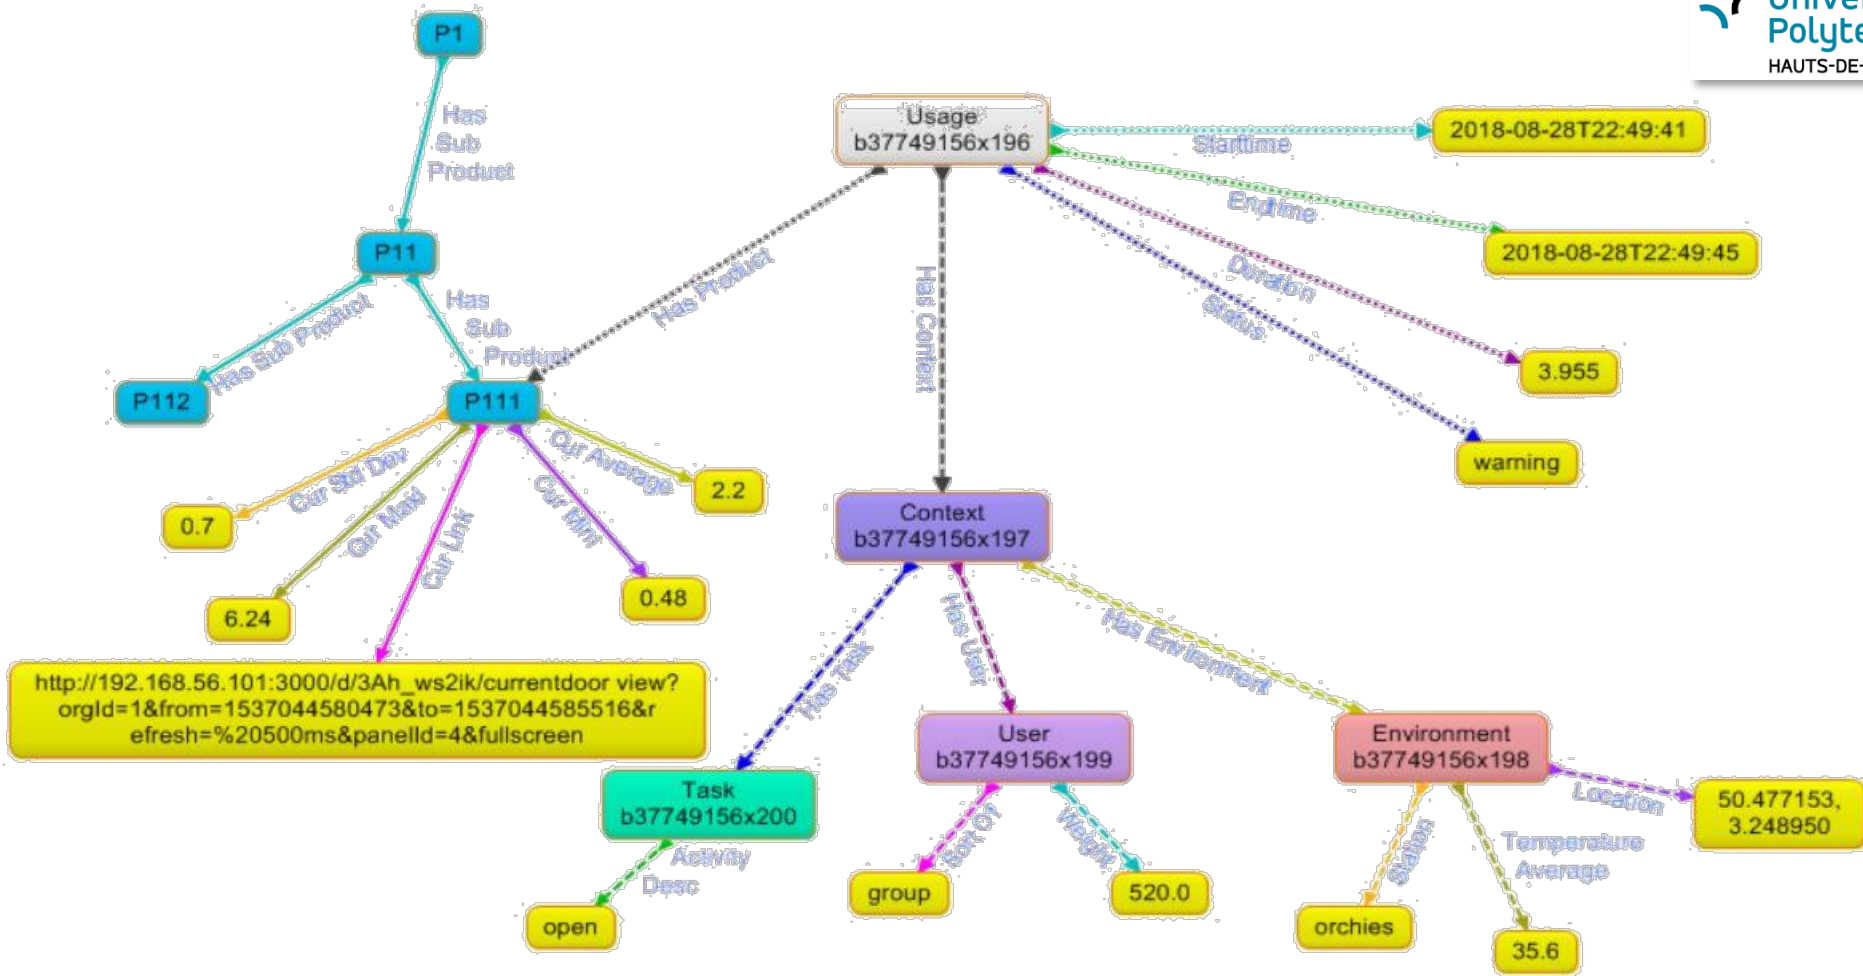 P1
Polyte
HAUTS-DE-
Usage
b37749156x196
2018-08-28T22:49:41
Starttime
Has
Sub
Product
Endtime
2018-08-28T22:49:45
P11
Has Product
Has Context
Duration
Status
Has Sub Product
Has
Sub
Product
3.955
P112
P111
warning
Cur Std Dev
Cur Maxi
Cur Link
Cur Mini
Cur Average
2.2
0.7
Context
b37749156x197
6.24
0.48
Has Task
Has User
Has Environment
http://192.168.56.101:3000/d/3Ah_ws2ik/currentdoor view?
orgId=1&from=1537044580473&to=1537044585516&r
efresh=%20500ms&panelId=4&fullscreen
User
b37749156x199
Environment
b37749156x198
Task
b37749156x200
Location
50.477153,
3.248950
Activity
Desc
Sort Of
Weight
Station
Temperature
Average
group
520.0
open
orchies
35.6